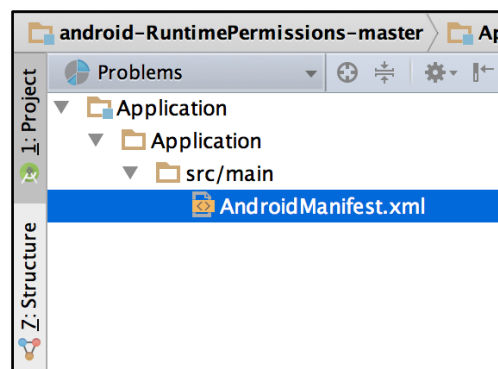 android-RuntimePermissions-master
1: Project
Problems
Application
Application
src/main
AndroidManifest.xml
Z: Structure